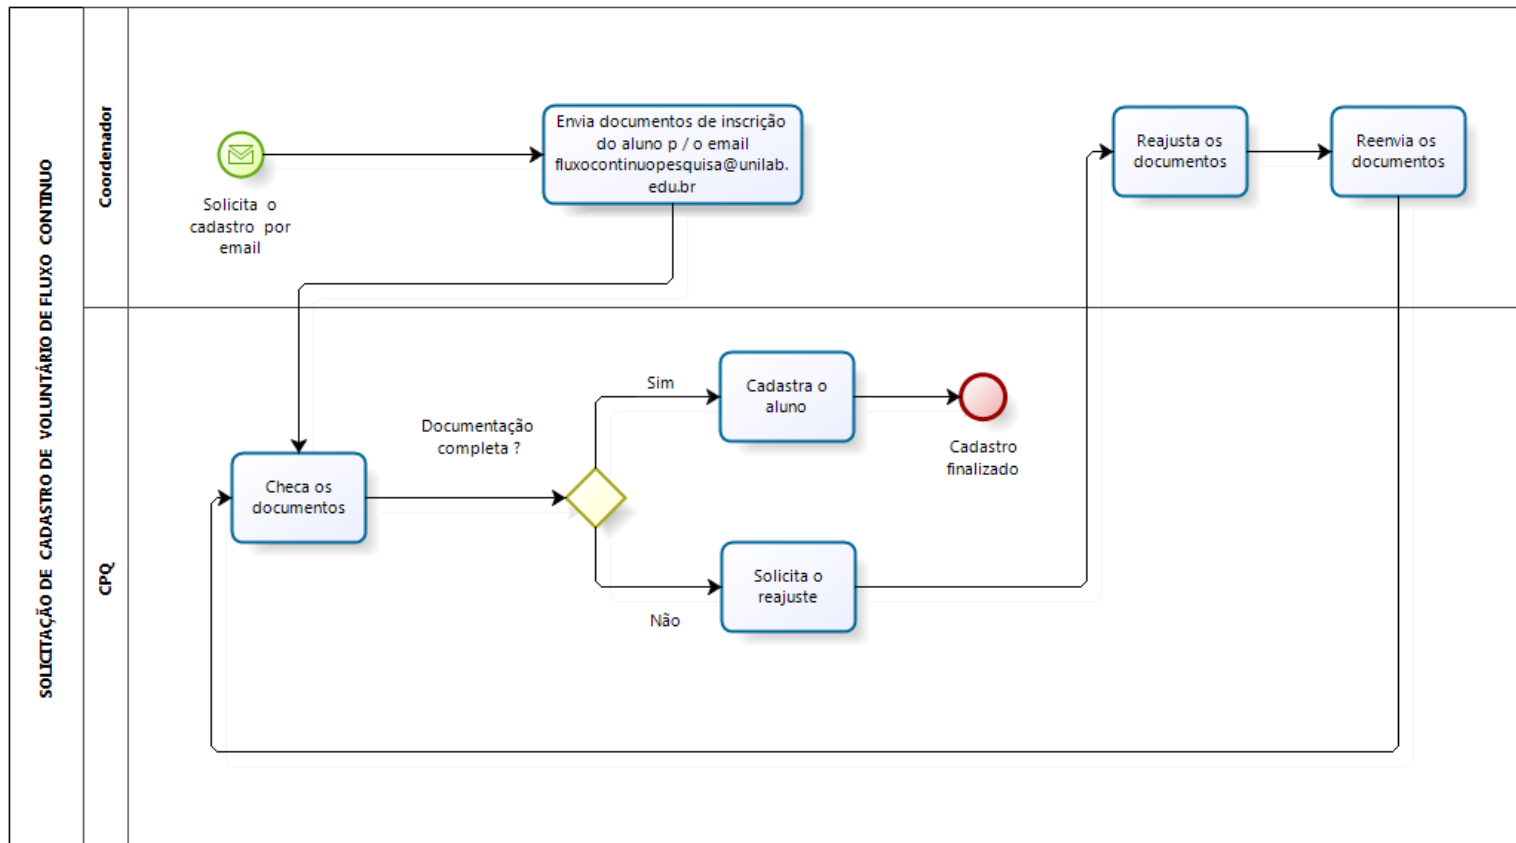 SOLICITAÇÃO DE CADASTRO DE VOLUNTÁRIO DE FLUXO CONTINUO
Coordenador
Solicita o
cadastro por
email
Envia documentos de inscrição
do aluno p / o email
fluxocontinuopesquisa@unilab.
edu.br
Reajusta os
documentos
Reenvia os
documentos
CPQ
Checa os
documentos
Documentação
completa ?
Sim
Cadastra o
aluno
Cadastro
finalizado
Não
Solicita o
reajuste